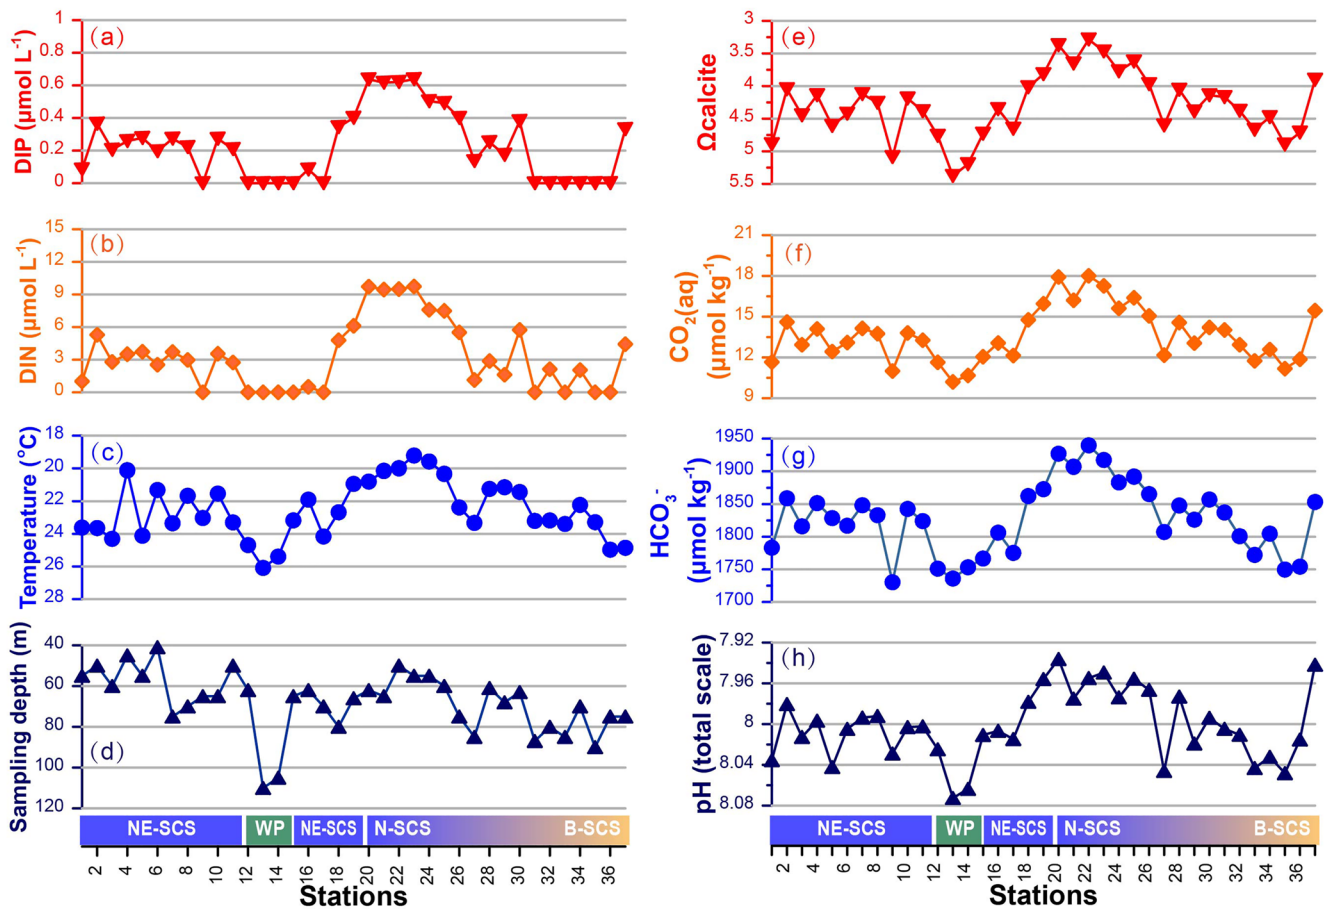 (a)
DIP (μmol L⁻¹)
1
0.8
0.6
0.4
0.2
0
(b)
DIN (μmol L⁻¹)
15
12
9
6
3
0
(c)
Temperature (°C)
18
20
22
24
26
28
(d)
Sampling depth (m)
40
60
80
100
120
NE-SCS WP NE-SCS N-SCS B-SCS
2 4 6 8 10 12 14 16 18 20 22 24 26 28 30 32 34 36
Stations
(e)
Ωcalcite
3
3.5
4
4.5
5
5.5
(f)
CO₂(aq)
(μmol kg⁻¹)
21
18
15
12
9
(g)
HCO₃⁻
(μmol kg⁻¹)
1950
1900
1850
1800
1750
1700
(h)
pH (total scale)
7.92
7.96
8
8.04
8.08
NE-SCS WP NE-SCS N-SCS B-SCS
2 4 6 8 10 12 14 16 18 20 22 24 26 28 30 32 34 36
Stations